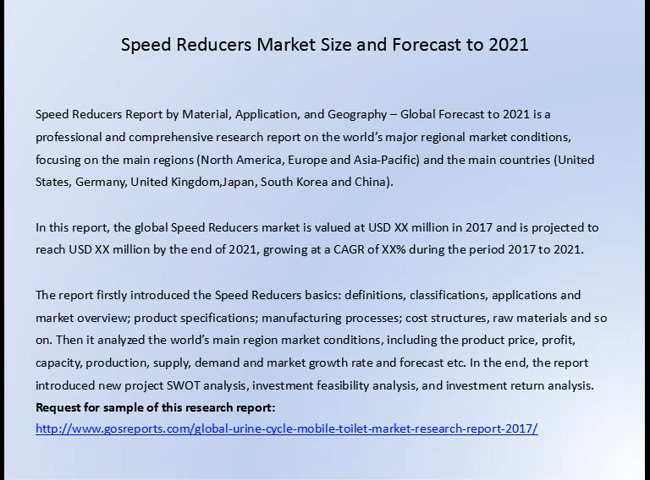 Speed Reducers Market Size and Forecast to 2021
Speed Reducers Report by Material, Application, and Geography – Global Forecast to 2021 is a
professional and comprehensive research report on the world's major regional market conditions,
focusing on the main regions (North America, Europe and Asia-Pacific) and the main countries (United
States, Germany, United Kingdom,Japan, South Korea and China).
In this report, the global Speed Reducers market is valued at USD XX million in 2017 and is projected to
reach USD XX million by the end of 2021, growing at a CAGR of XX% during the period 2017 to 2021.
The report firstly introduced the Speed Reducers basics: definitions, classifications, applications and
market overview; product specifications; manufacturing processes; cost structures, raw materials and so
on. Then it analyzed the world's main region market conditions, including the product price, profit,
capacity, production, supply, demand and market growth rate and forecast etc. In the end, the report
introduced new project SWOT analysis, investment feasibility analysis, and investment return analysis.
Request for sample of this research report:
http://www.gosreports.com/global-urine-cycle-mobile-toilet-market-research-report-2017/